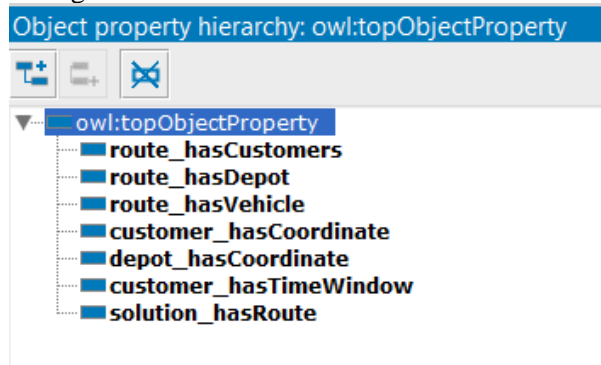 Object property hierarchy: owl:topObjectProperty
owl:topObjectProperty
route_hasCustomers
route_hasDepot
route_hasVehicle
customer_hasCoordinate
depot_hasCoordinate
customer_hasTimeWindow
solution_hasRoute